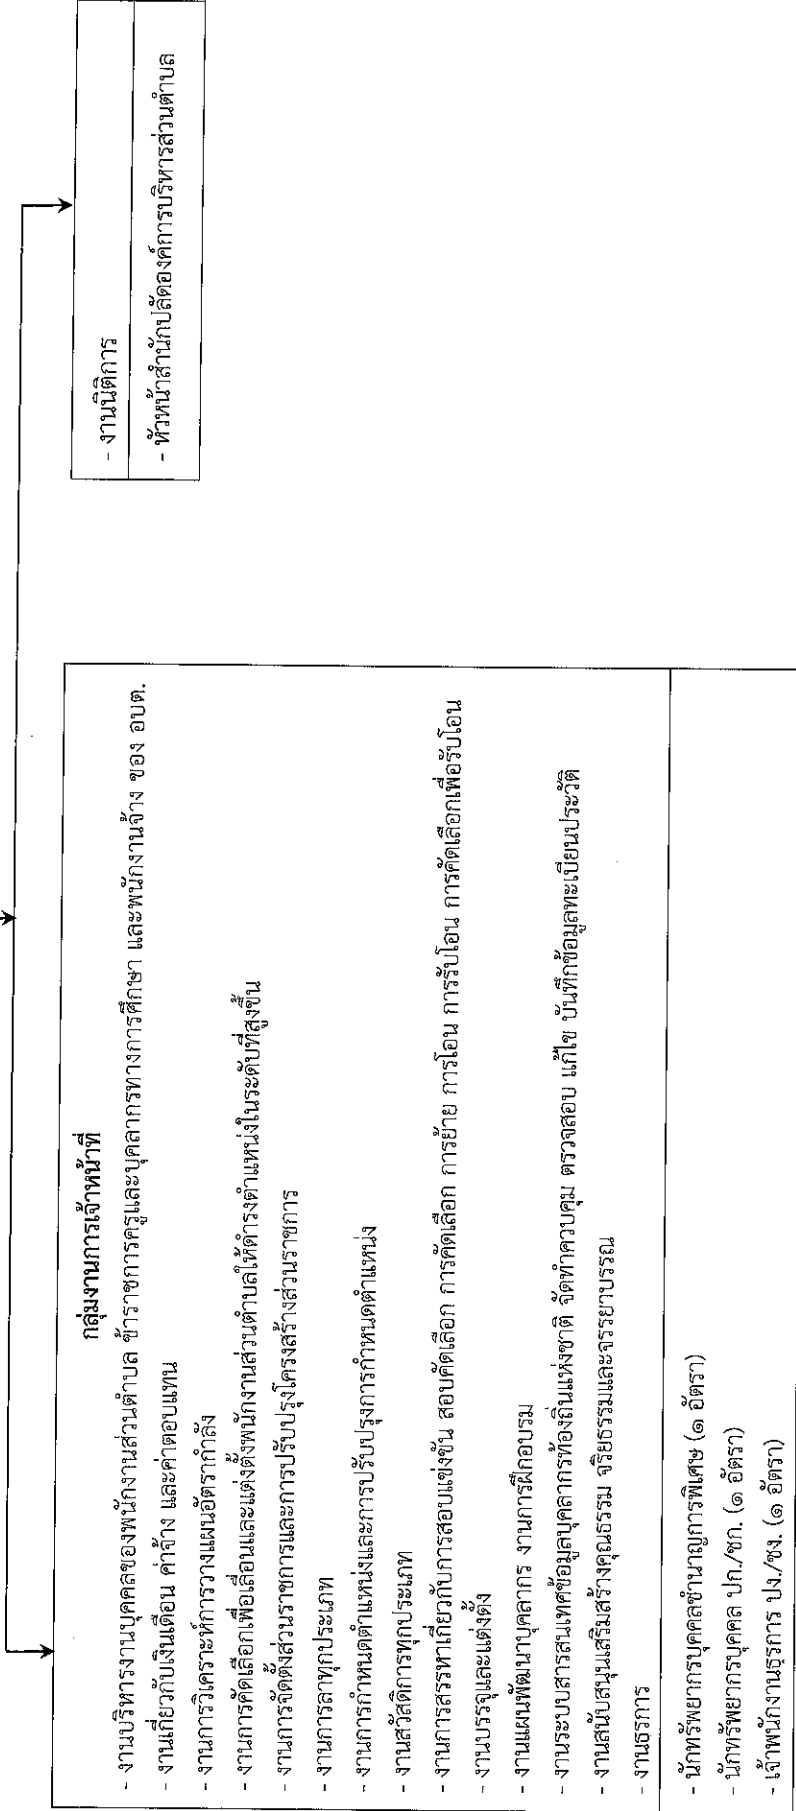 กลุ่มงานการเจ้าหน้าที่
- งานบริหารงานบุคคลของพนักงานส่วนตำบล ข้าราชการครูและบุคลากรทางการศึกษา และพนักงานจ้าง ของ อบต.
- งานเกี่ยวกับเงินเดือน ค่าจ้าง และค่าตอบแทน
- งานการวิเคราะห์การวางแผนอัตรากำลัง
- งานการคัดเลือกเพื่อเลื่อนและแต่งตั้งพนักงานส่วนตำบลให้ดำรงตำแหน่งในระดับที่สูงขึ้น
- งานการจัดตั้งส่วนราชการและการปรับปรุงโครงสร้างส่วนราชการ
- งานการลาทุกประเภท
- งานการกำหนดตำแหน่งและการปรับปรุงการกำหนดตำแหน่ง
- งานสวัสดิการทุกประเภท
- งานการสรรหาเกี่ยวกับการสอบแข่งขัน สอบคัดเลือก การคัดเลือก การย้าย การโอน การรับโอน การคัดเลือกเพื่อรับโอน
- งานบรรจุและแต่งตั้ง
- งานแผนพัฒนาบุคลากร งานการฝึกอบรม
- งานระบบสารสนเทศข้อมูลบุคลากรท้องถิ่นแห่งชาติ จัดทำควบคุม ตรวจสอบ แก้ไข บันทึกข้อมูลทะเบียนประวัติ
- งานสนับสนุนเสริมสร้างคุณธรรม จริยธรรมและจรรยาบรรณ
- งานธุรการ
- นักทรัพยากรบุคคลชำนาญการพิเศษ (๑ อัตรา)
- นักทรัพยากรบุคคล ปก./ชก. (๑ อัตรา)
- เจ้าพนักงานธุรการ ปง./ชง. (๑ อัตรา)
- งานนิติการ
- หัวหน้าสำนักปลัดองค์การบริหารส่วนตำบล